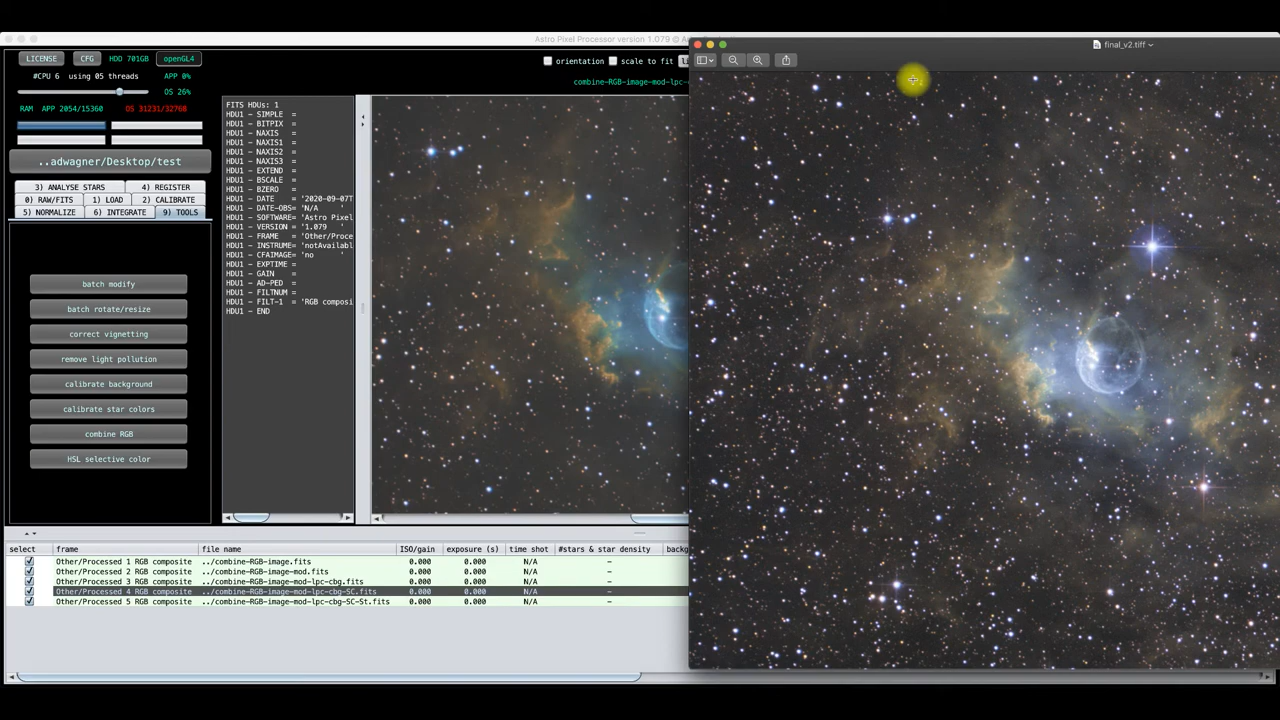 Astro Pixel Processor version 1.079
final_v2.tiff
LICENSE CFG HDD 701GB openGL4
#CPU 6 using 05 threads APP 0%
OS 26%
RAM APP 2054/15360 OS 31231/32768
..adwagner/Desktop/test
3) ANALYSE STARS 4) REGISTER
0) RAW/FITS 1) LOAD 2) CALIBRATE
5) NORMALIZE 6) INTEGRATE 9) TOOLS
batch modify
batch rotate/resize
correct vignetting
remove light pollution
calibrate background
calibrate star colors
combine RGB
HSL selective color
orientation scale to fit
combine-RGB-image-mod-lpc-
FITS HDUs: 1
HDU1 - SIMPLE =
HDU1 - BITPIX =
HDU1 - NAXIS =
HDU1 - NAXIS1 =
HDU1 - NAXIS2 =
HDU1 - NAXIS3 =
HDU1 - EXTEND =
HDU1 - BSCALE =
HDU1 - BZERO =
HDU1 - DATE = '2020-09-07T
HDU1 - DATE-OBS= 'N/A
HDU1 - SOFTWARE= 'Astro Pixel
HDU1 - VERSION = '1.079 '
HDU1 - FRAME = 'Other/Proce
HDU1 - INSTRUME= 'notAvailabl
HDU1 - CFAIMAGE= 'no '
HDU1 - EXPTIME =
HDU1 - GAIN =
HDU1 - AD-PED =
HDU1 - FILTNUM =
HDU1 - FILT-1 = 'RGB composi
HDU1 - END
select frame file name ISO/gain exposure (s) time shot #stars & star density backg
Other/Processed 1 RGB composite ../combine-RGB-image.fits 0.000 0.000 N/A –
Other/Processed 2 RGB composite ../combine-RGB-image-mod.fits 0.000 0.000 N/A –
Other/Processed 3 RGB composite ../combine-RGB-image-mod-lpc-cbg.fits 0.000 0.000 N/A –
Other/Processed 4 RGB composite ../combine-RGB-image-mod-lpc-cbg-SC.fits 0.000 0.000 N/A –
Other/Processed 5 RGB composite ../combine-RGB-image-mod-lpc-cbg-SC-St.fits 0.000 0.000 N/A –